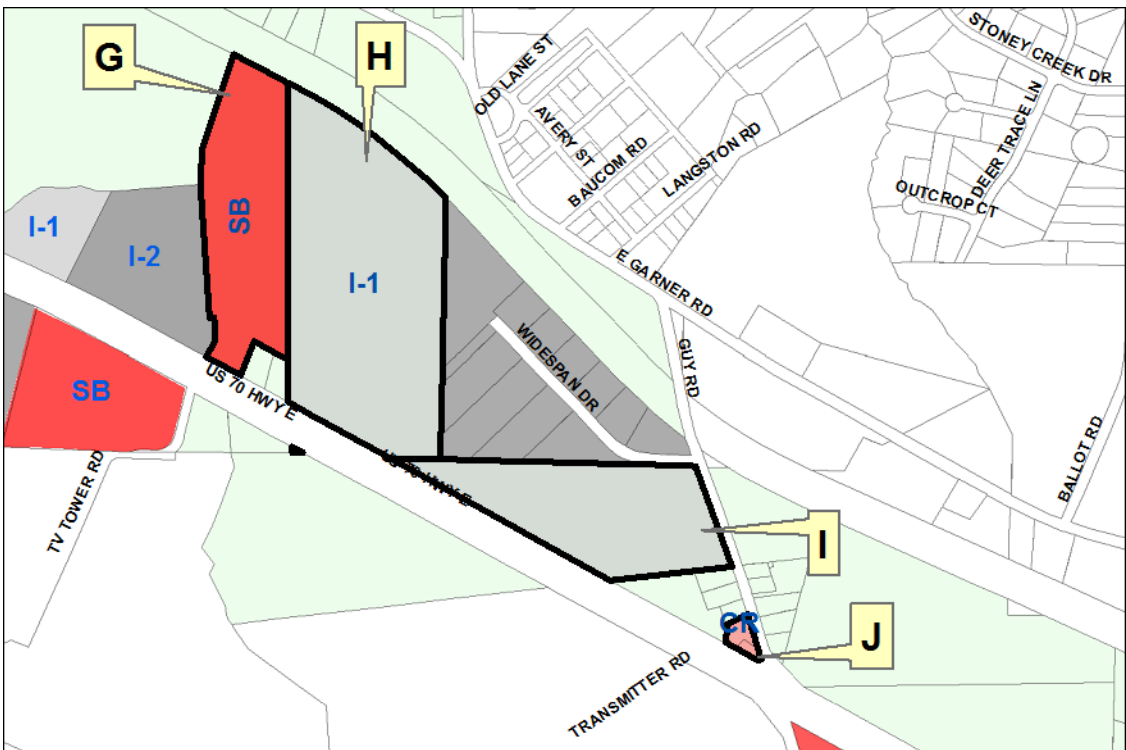 STONEY CREEK DR
G
H
OLD LANE ST
DEER TRACE LN
AVERY ST
BAUCOM RD
LANGSTON RD
OUTCROP CT
SB
I-1
I-2
I-1
E GARNER RD
WIDESPAN DR
GUY RD
SB
US 70 HWY E
BALLOT RD
US 70 HWY E
TV TOWER RD
I
CR
J
TRANSMITTER RD